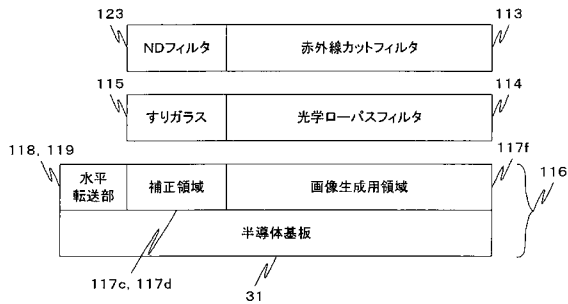 123
113
NDフィルタ
赤外線カットフィルタ
115
114
すりガラス
光学ローパスフィルタ
118, 119
117f
116
水平
転送部
補正領域
画像生成用領域
半導体基板
117c, 117d
31